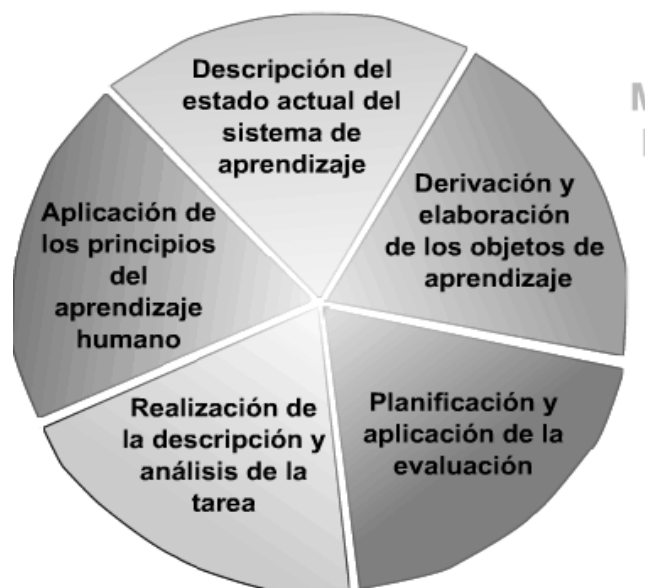 Descripción del
estado actual del
sistema de
aprendizaje
Derivación y
elaboración
de los objetos de
aprendizaje
Planificación y
aplicación de la
evaluación
Realización de
la descripción y
análisis de la
tarea
Aplicación de
los principios
del
aprendizaje
humano